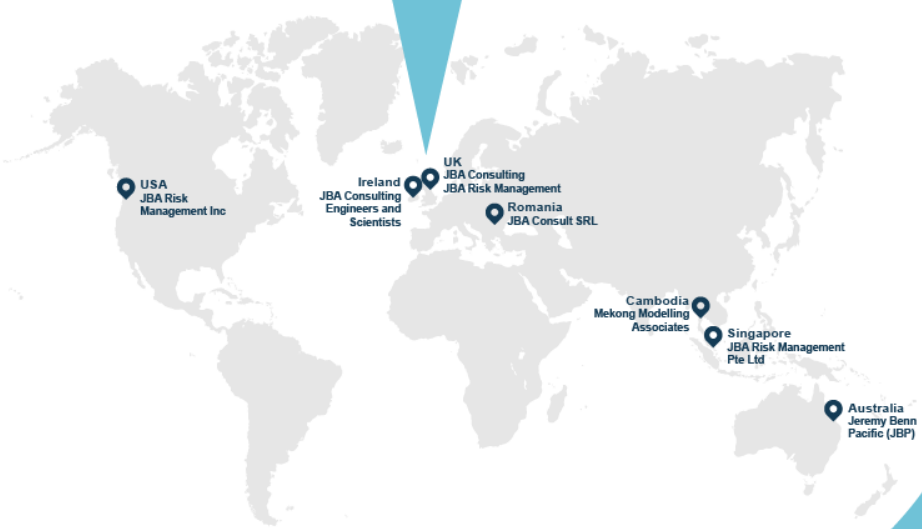 USA
JBA Risk
Management Inc
Ireland
JBA Consulting
Engineers and
Scientists
UK
JBA Consulting
JBA Risk Management
Romania
JBA Consult SRL
Cambodia
Mekong Modelling
Associates
Singapore
JBA Risk Management
Pte Ltd
Australia
Jeremy Benn
Pacific (JBP)